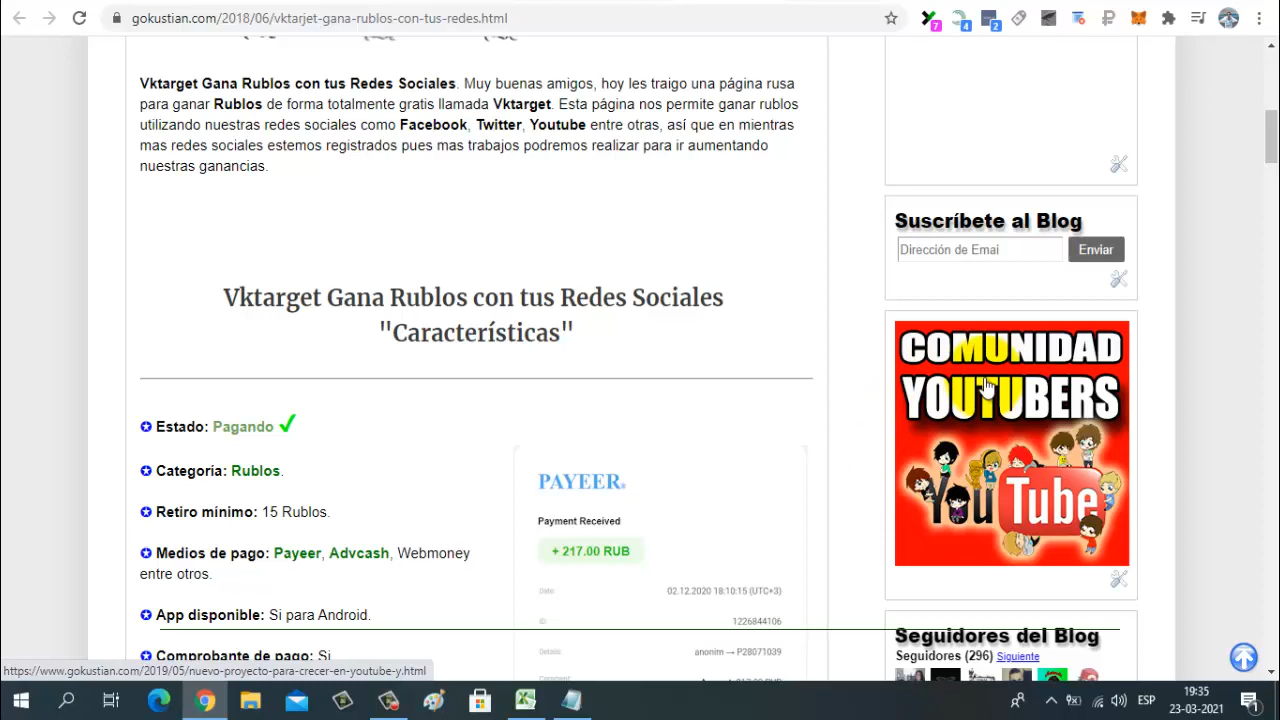 gokustian.com/2018/06/vktarjet-gana-rublos-con-tus-redes.html
7
4
2
Vktarget Gana Rublos con tus Redes Sociales. Muy buenas amigos, hoy les traigo una página rusa
para ganar Rublos de forma totalmente gratis llamada Vktarget. Esta página nos permite ganar rublos
utilizando nuestras redes sociales como Facebook, Twitter, Youtube entre otras, así que en mientras
mas redes sociales estemos registrados pues mas trabajos podremos realizar para ir aumentando
nuestras ganancias.
Vktarget Gana Rublos con tus Redes Sociales
"Características"
Estado: Pagando
Categoría: Rublos.
Retiro mínimo: 15 Rublos.
Medios de pago: Payeer, Advcash, Webmoney
entre otros.
App disponible: Si para Android.
Comprobante de pago: Si
PAYEER
Payment Received
+ 217.00 RUB
Date:
02.12.2020 18:10:15 (UTC+3)
ID
1226844106
Details:
anonim → P28071039
Suscríbete al Blog
Dirección de Emai
Enviar
COMUNIDAD
YOUTUBERS
YouTube
Seguidores del Blog
Seguidores (296) Siguiente
https://www.gokustian.com/2019/05/nuevo-proyecto-para-crecer-en-youtube-y.html
ESP
19:35
23-03-2021
1